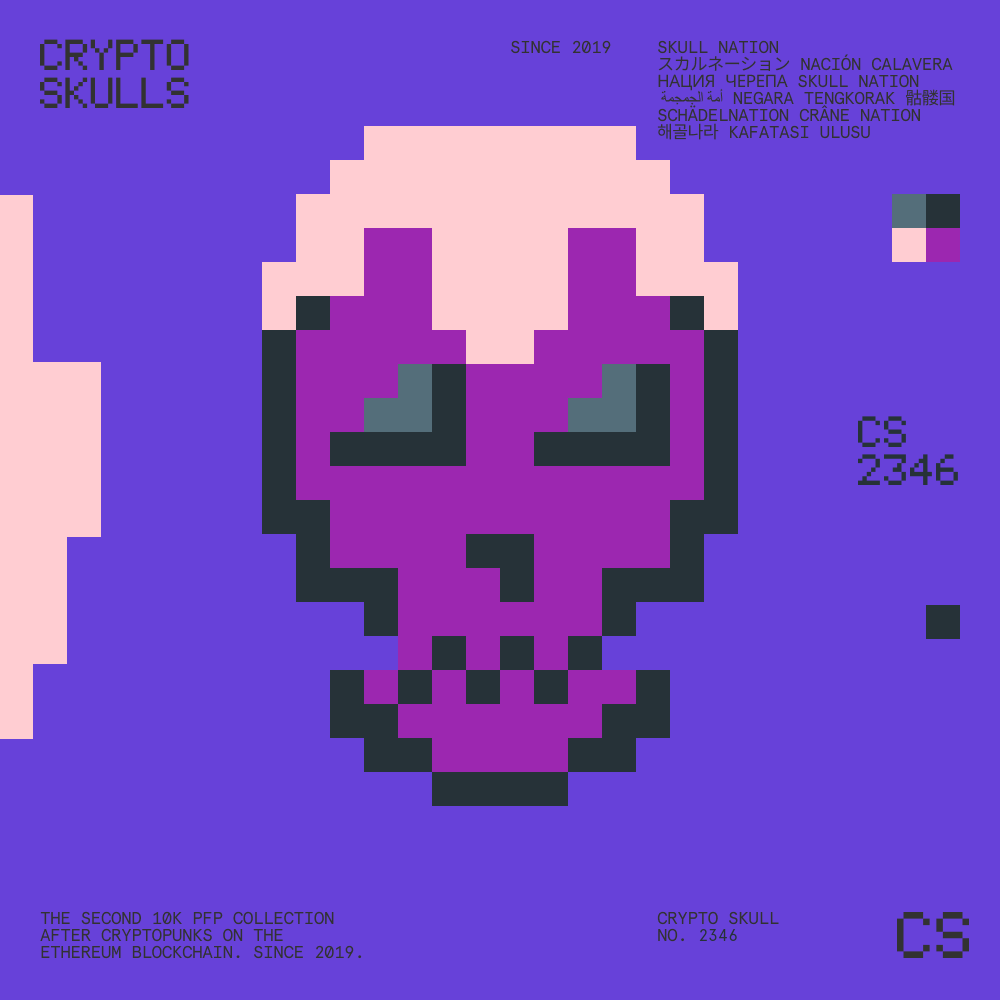 CRYPTO
SKULLS
SINCE 2019
SKULL NATION
スカルネーション NACIÓN CALAVERA
НАЦИЯ ЧЕРЕПА SKULL NATION
أمة الجمجمة NEGARA TENGKORAK 骷髅国
SCHÄDELNATION CRÂNE NATION
해골나라 KAFATASI ULUSU
CS
2346
THE SECOND 10K PFP COLLECTION
AFTER CRYPTOPUNKS ON THE
ETHEREUM BLOCKCHAIN. SINCE 2019.
CRYPTO SKULL
NO. 2346
CS